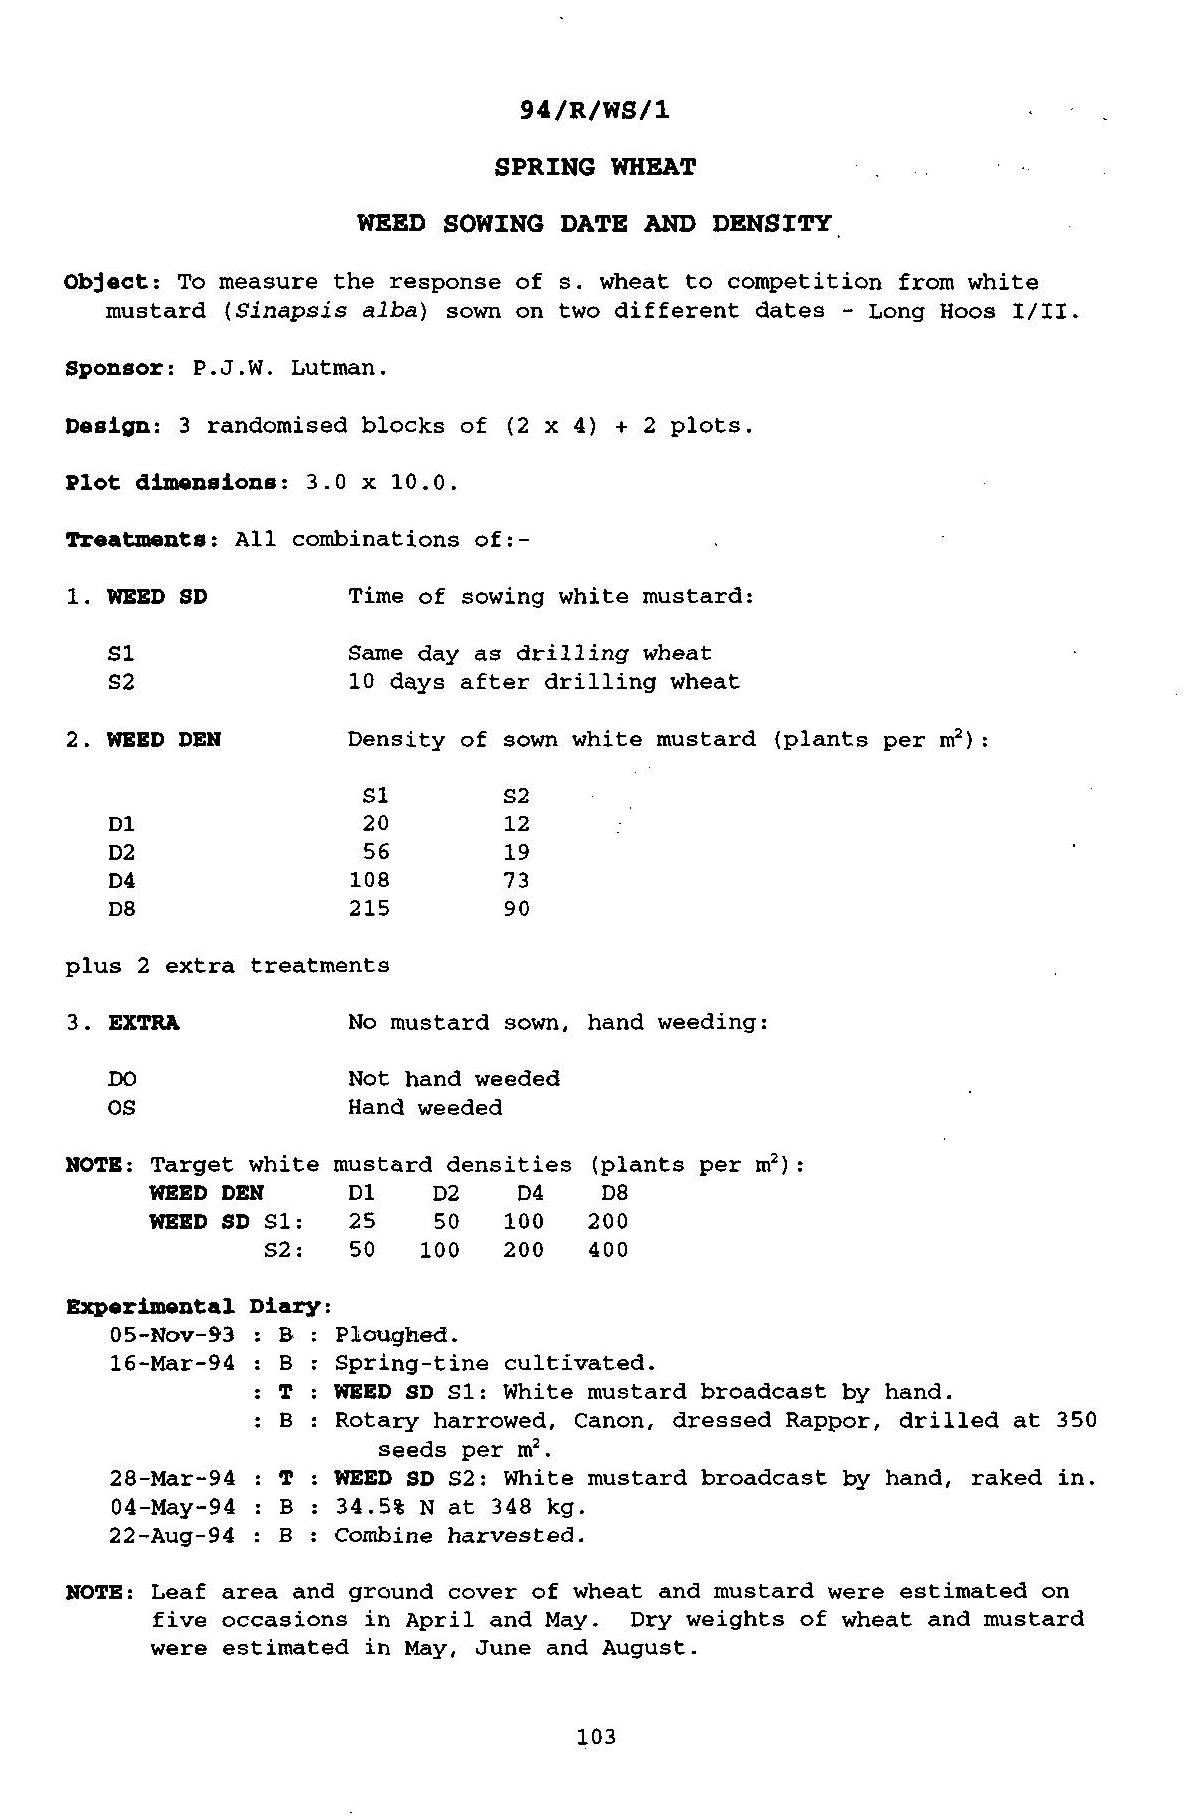 94/R/WS/1
SPRING WHEAT
WEED SOWING DATE AND DENSITY
Object: To measure the response of s. wheat to competition from white
mustard (Sinapsis alba) sown on two different dates - Long Hoos I/II.
Sponsor: P.J.W. Lutman.
Design: 3 randomised blocks of (2 x 4) + 2 plots.
Plot dimensions: 3.0 x 10.0.
Treatments: All combinations of:-
1. WEED SD Time of sowing white mustard:
S1 Same day as drilling wheat
S2 10 days after drilling wheat
2. WEED DEN Density of sown white mustard (plants per m²):
S1 S2
D1 20 12
D2 56 19
D4 108 73
D8 215 90
plus 2 extra treatments
3. EXTRA No mustard sown, hand weeding:
DO Not hand weeded
OS Hand weeded
NOTE: Target white mustard densities (plants per m²):
WEED DEN D1 D2 D4 D8
WEED SD S1: 25 50 100 200
S2: 50 100 200 400
Experimental Diary:
05-Nov-93 : B : Ploughed.
16-Mar-94 : B : Spring-tine cultivated.
: T : WEED SD S1: White mustard broadcast by hand.
: B : Rotary harrowed, Canon, dressed Rappor, drilled at 350
seeds per m².
28-Mar-94 : T : WEED SD S2: White mustard broadcast by hand, raked in.
04-May-94 : B : 34.5% N at 348 kg.
22-Aug-94 : B : Combine harvested.
NOTE: Leaf area and ground cover of wheat and mustard were estimated on
five occasions in April and May. Dry weights of wheat and mustard
were estimated in May, June and August.
103